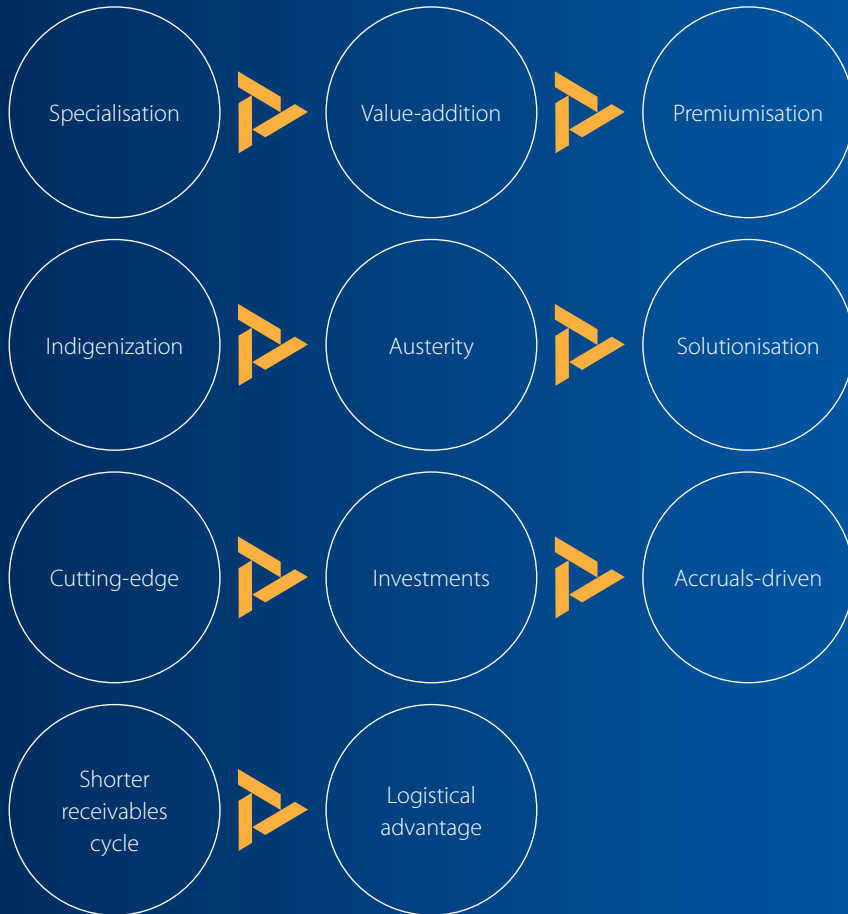 Specialisation
Value-addition
Premiumisation
Indigenization
Austerity
Solutionisation
Cutting-edge
Investments
Accruals-driven
Shorter
receivables
cycle
Logistical
advantage